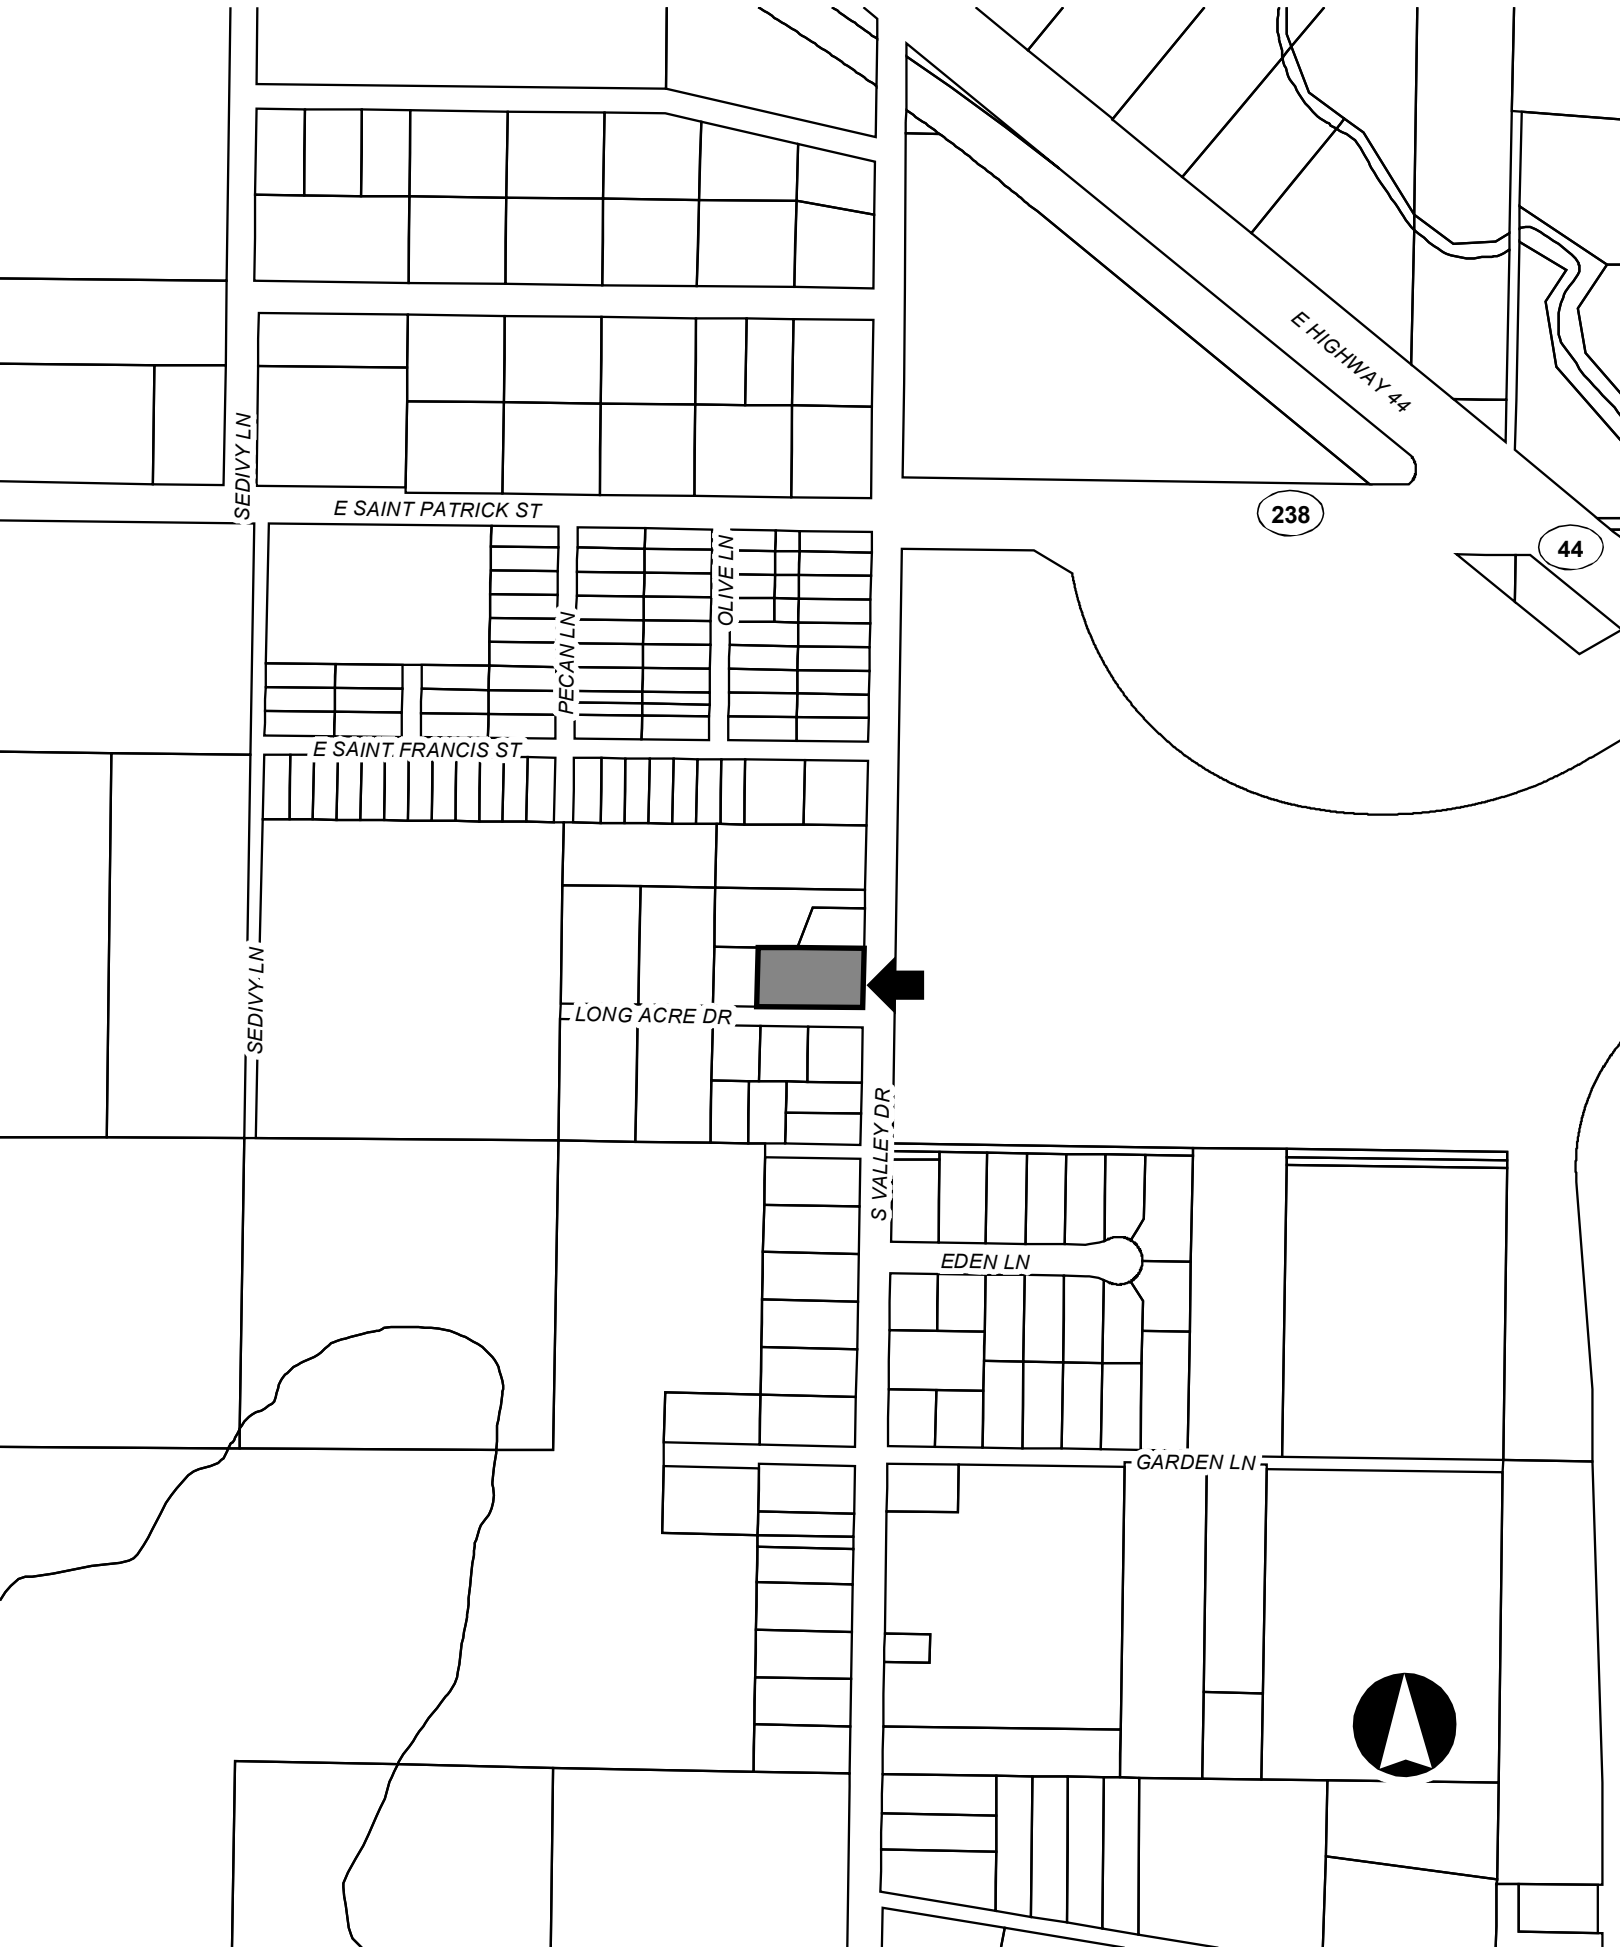 E HIGHWAY 44
SEDIVY LN
E SAINT PATRICK ST
238
44
OLIVE LN
PECAN LN
E SAINT FRANCIS ST
SEDIVY LN
LONG ACRE DR
S VALLEY DR
EDEN LN
GARDEN LN